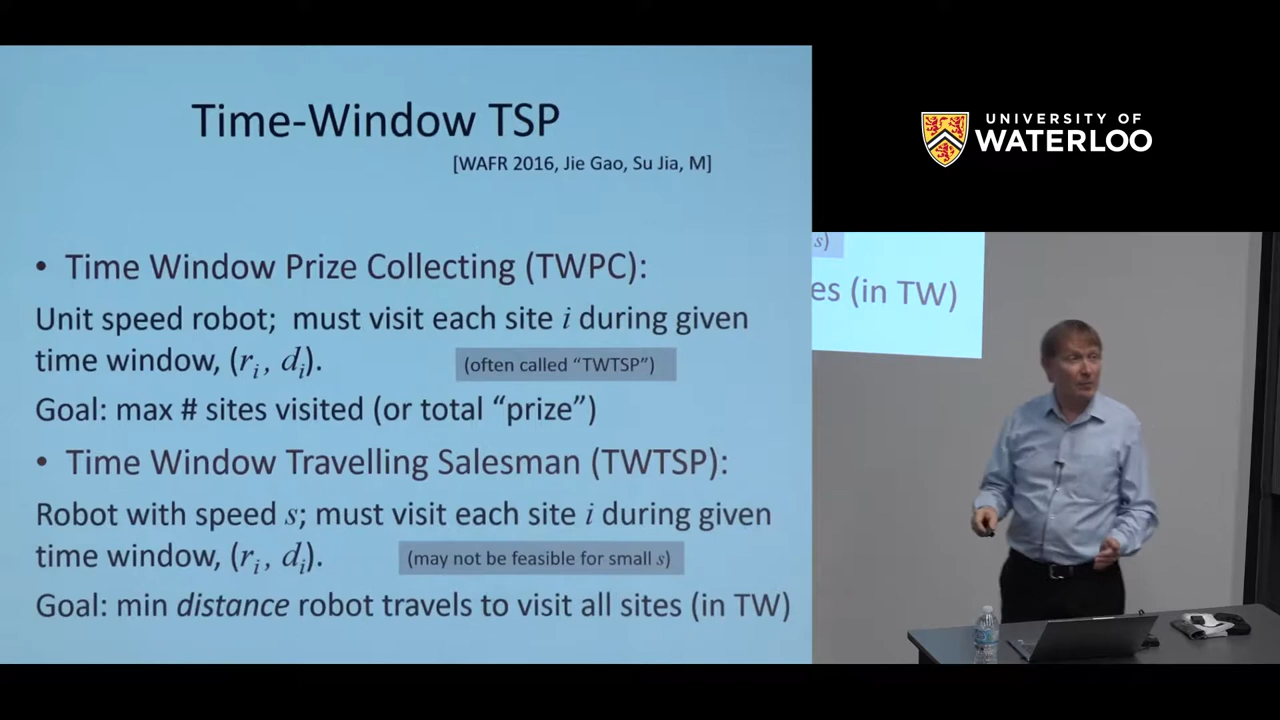 Time-Window TSP
[WAFR 2016, Jie Gao, Su Jia, M]
• Time Window Prize Collecting (TWPC):
Unit speed robot; must visit each site i during given
time window, (rᵢ, dᵢ).
(often called “TWTSP”)
Goal: max # sites visited (or total “prize”)
• Time Window Travelling Salesman (TWTSP):
Robot with speed s; must visit each site i during given
time window, (rᵢ, dᵢ).
(may not be feasible for small s)
Goal: min distance robot travels to visit all sites (in TW)
UNIVERSITY OF
WATERLOO
s)
es (in TW)